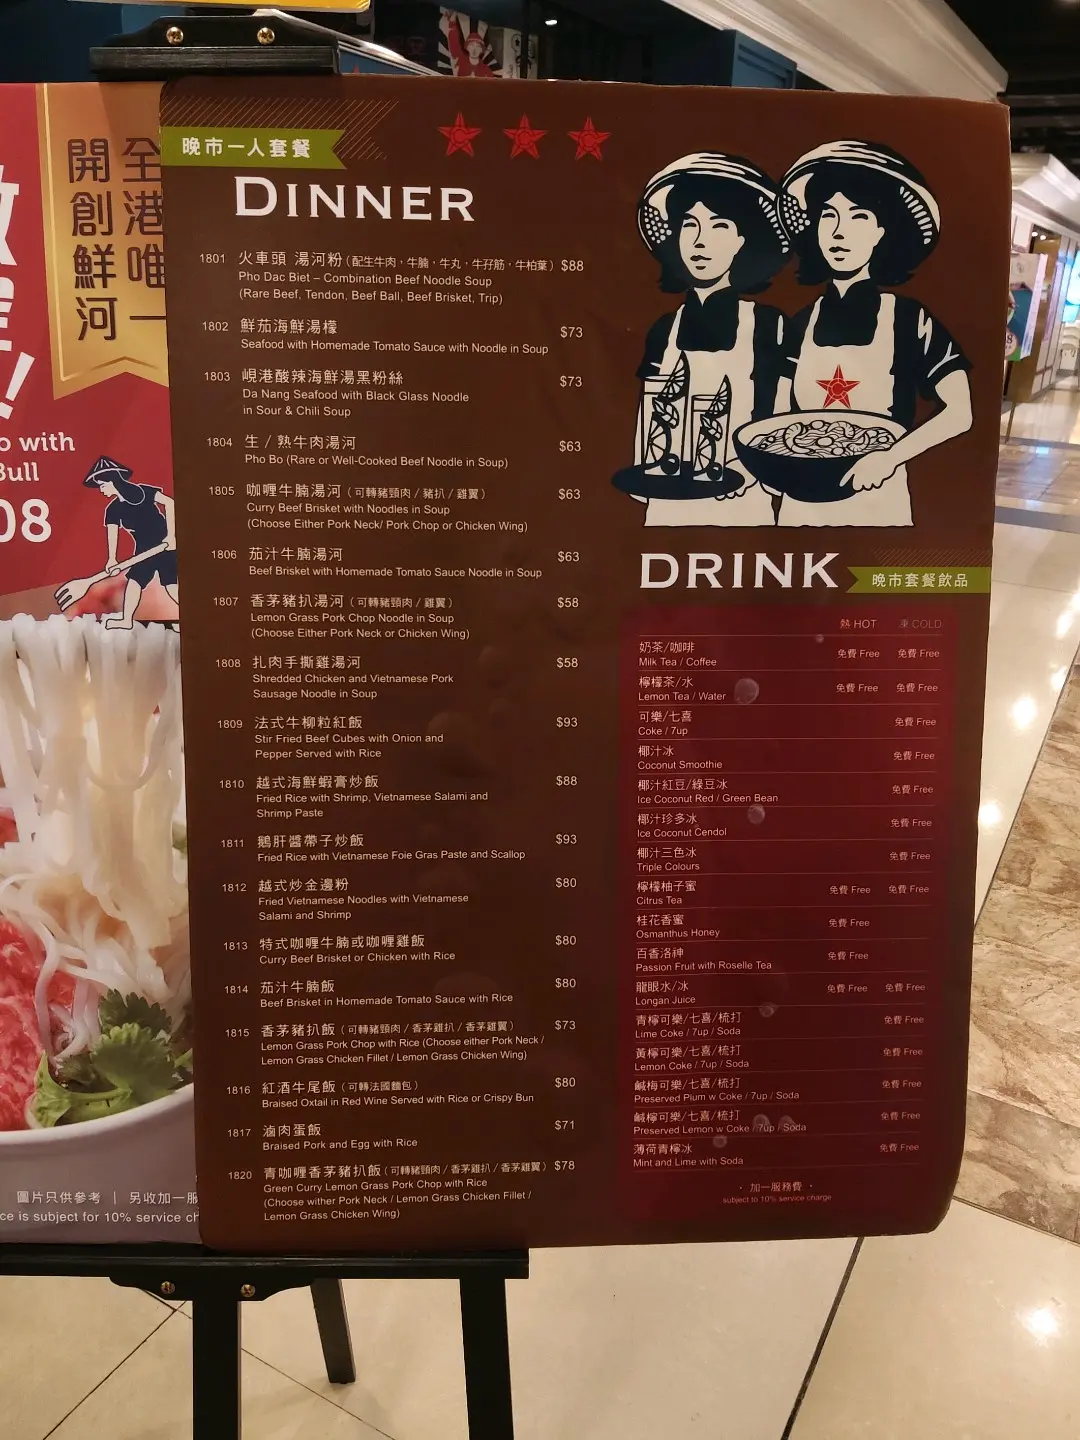 全港唯一
開創鮮河
o with
Bull
08
圖片只供參考 | 另收加一服
ce is subject for 10% service ch
晚市一人套餐
DINNER
1801 火車頭 湯河粉(配生牛肉，牛腩，牛丸，牛孖筋，牛柏葉) $88
Pho Dac Biet – Combination Beef Noodle Soup
(Rare Beef, Tendon, Beef Ball, Beef Brisket, Trip)
1802 鮮茄海鮮湯檬 $73
Seafood with Homemade Tomato Sauce with Noodle in Soup
1803 峴港酸辣海鮮湯黑粉絲 $73
Da Nang Seafood with Black Glass Noodle
in Sour & Chili Soup
1804 生 / 熟牛肉湯河 $63
Pho Bo (Rare or Well-Cooked Beef Noodle in Soup)
1805 咖喱牛腩湯河 (可轉豬頸肉 / 豬扒 / 雞翼) $63
Curry Beef Brisket with Noodles in Soup
(Choose Either Pork Neck/ Pork Chop or Chicken Wing)
1806 茄汁牛腩湯河 $63
Beef Brisket with Homemade Tomato Sauce Noodle in Soup
1807 香茅豬扒湯河 (可轉豬頸肉 / 雞翼) $58
Lemon Grass Pork Chop Noodle in Soup
(Choose Either Pork Neck or Chicken Wing)
1808 扎肉手撕雞湯河 $58
Shredded Chicken and Vietnamese Pork
Sausage Noodle in Soup
1809 法式牛柳粒紅飯 $93
Stir Fried Beef Cubes with Onion and
Pepper Served with Rice
1810 越式海鮮蝦膏炒飯 $88
Fried Rice with Shrimp, Vietnamese Salami and
Shrimp Paste
1811 鵝肝醬帶子炒飯 $93
Fried Rice with Vietnamese Foie Gras Paste and Scallop
1812 越式炒金邊粉 $80
Fried Vietnamese Noodles with Vietnamese
Salami and Shrimp
1813 特式咖喱牛腩或咖喱雞飯 $80
Curry Beef Brisket or Chicken with Rice
1814 茄汁牛腩飯 $80
Beef Brisket in Homemade Tomato Sauce with Rice
1815 香茅豬扒飯 (可轉豬頸肉 / 香茅雞扒 / 香茅雞翼) $73
Lemon Grass Pork Chop with Rice (Choose either Pork Neck /
Lemon Grass Chicken Fillet / Lemon Grass Chicken Wing)
1816 紅酒牛尾飯 (可轉法國麵包) $80
Braised Oxtail in Red Wine Served with Rice or Crispy Bun
1817 滷肉蛋飯 $71
Braised Pork and Egg with Rice
1820 青咖喱香茅豬扒飯 (可轉豬頸肉 / 香茅雞扒 / 香茅雞翼) $78
Green Curry Lemon Grass Pork Chop with Rice
(Choose wither Pork Neck / Lemon Grass Chicken Fillet /
Lemon Grass Chicken Wing)
DRINK
晚市套餐飲品
熱 HOT 凍 COLD
奶茶/咖啡 免費 Free 免費 Free
Milk Tea / Coffee
檸檬茶/水 免費 Free 免費 Free
Lemon Tea / Water
可樂/七喜 免費 Free
Coke / 7up
椰汁冰 免費 Free
Coconut Smoothie
椰汁紅豆/綠豆冰 免費 Free
Ice Coconut Red / Green Bean
椰汁珍多冰 免費 Free
Ice Coconut Cendol
椰汁三色冰 免費 Free
Triple Colours
檸檬柚子蜜 免費 Free 免費 Free
Citrus Tea
桂花香蜜 免費 Free
Osmanthus Honey
百香洛神 免費 Free
Passion Fruit with Roselle Tea
龍眼水/冰 免費 Free 免費 Free
Longan Juice
青檸可樂/七喜/梳打 免費 Free
Lime Coke / 7up / Soda
黃檸可樂/七喜/梳打 免費 Free
Lemon Coke / 7up / Soda
鹹梅可樂/七喜/梳打 免費 Free
Preserved Plum w Coke / 7up / Soda
鹹檸可樂/七喜/梳打 免費 Free
Preserved Lemon w Coke / 7up / Soda
薄荷青檸冰 免費 Free
Mint and Lime with Soda
· 加一服務費 ·
subject to 10% service charge